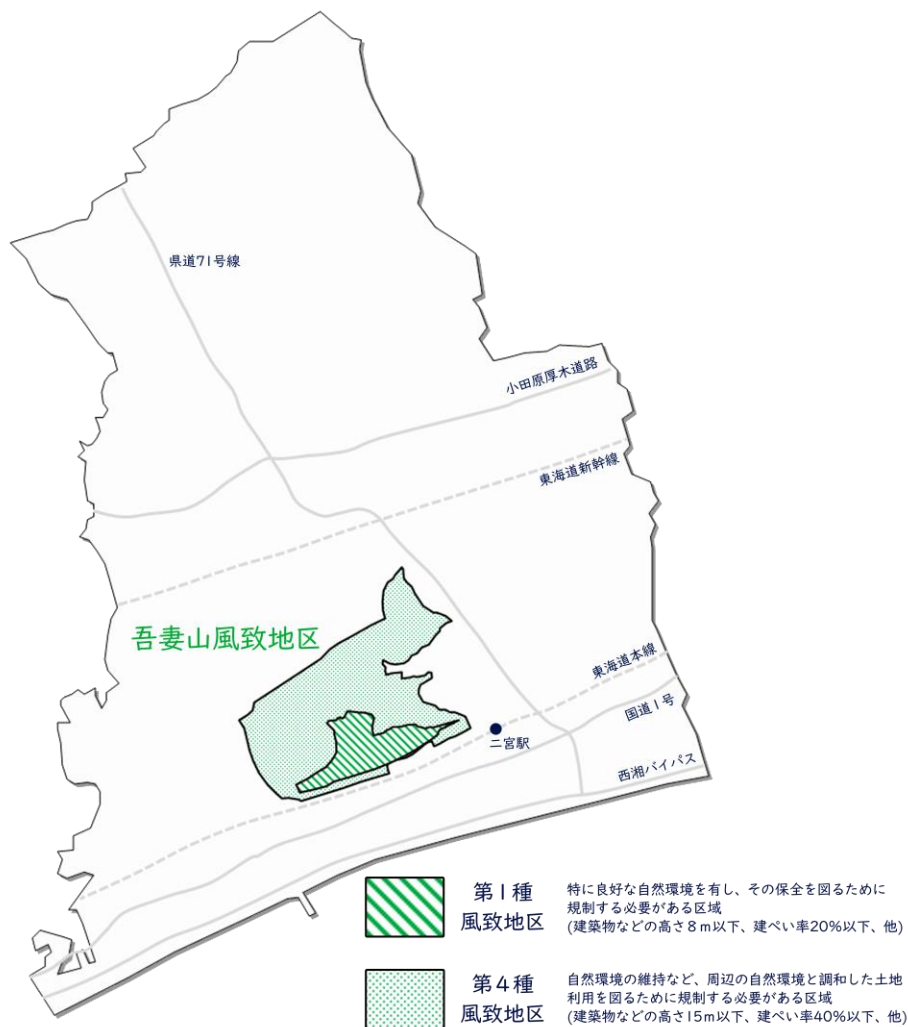 県道71号線
小田原厚木道路
東海道新幹線
吾妻山風致地区
東海道本線
国道1号
二宮駅
西湘バイパス
第1種
風致地区
特に良好な自然環境を有し、その保全を図るために
規制する必要がある区域
(建築物などの高さ8m以下、建ぺい率20%以下、他)
第4種
風致地区
自然環境の維持など、周辺の自然環境と調和した土地
利用を図るために規制する必要がある区域
(建築物などの高さ15m以下、建ぺい率40%以下、他)